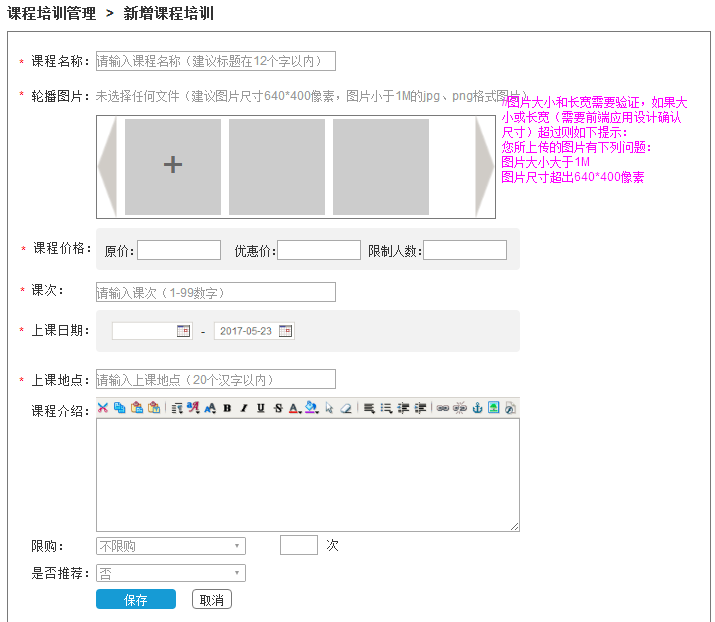 课程培训管理 > 新增课程培训
* 课程名称： 请输入课程名称（建议标题在12个字以内）
* 轮播图片： 未选择任何文件（建议图片尺寸640*400像素，图片小于1M的jpg、png格式图片）
//图片大小和长宽需要验证，如果大
小或长宽（需要前端应用设计确认
尺寸）超过则如下提示：
您所上传的图片有下列问题：
图片大小大于1M
图片尺寸超出640*400像素
* 课程价格： 原价： 优惠价： 限制人数：
* 课次： 请输入课次（1-99数字）
* 上课日期： - 2017-05-23
* 上课地点： 请输入上课地点（20个汉字以内）
课程介绍：
限购： 不限购 次
是否推荐： 否
保存 取消